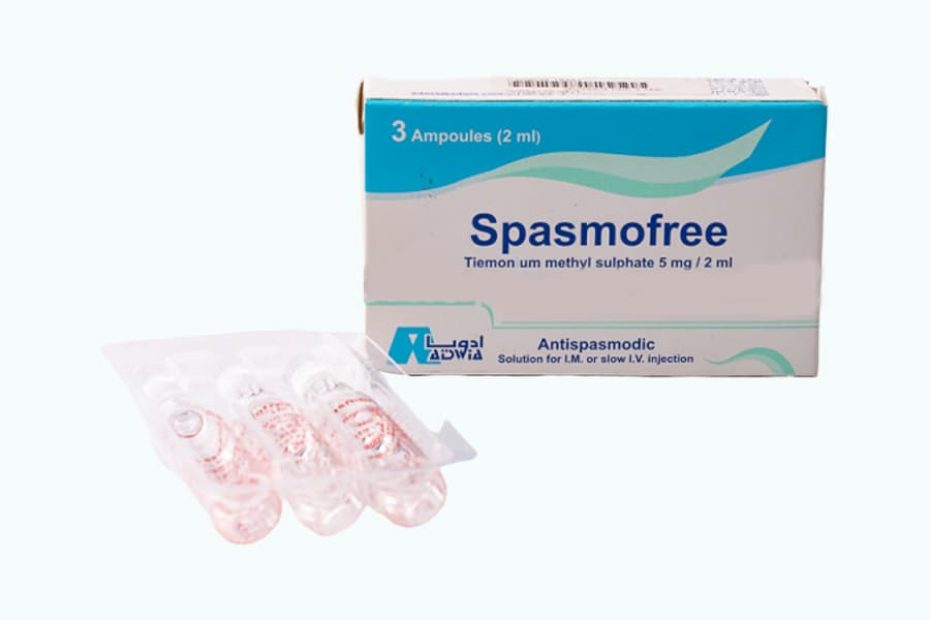 3 Ampoules (2 ml)
Spasmofree
Tiemon um methyl sulphate 5 mg / 2 ml
ادويا
ADWIA
Antispasmodic
Solution for I.M. or slow I.V. injection